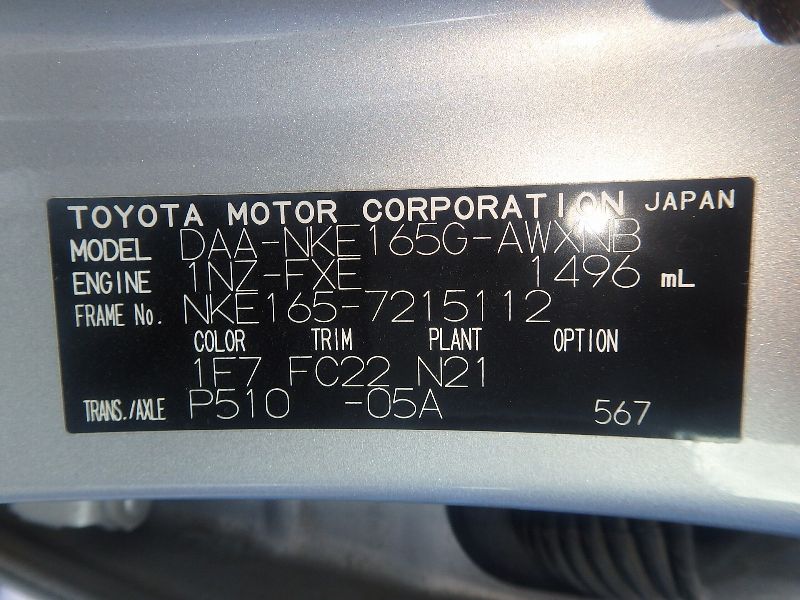 TOYOTA MOTOR CORPORATION JAPAN
MODEL DAA-NKE165G-AWXNB
ENGINE 1NZ-FXE 1496 mL
FRAME No. NKE165-7215112
COLOR TRIM PLANT OPTION
1F7 FC22 N21
TRANS./AXLE P510 -05A 567